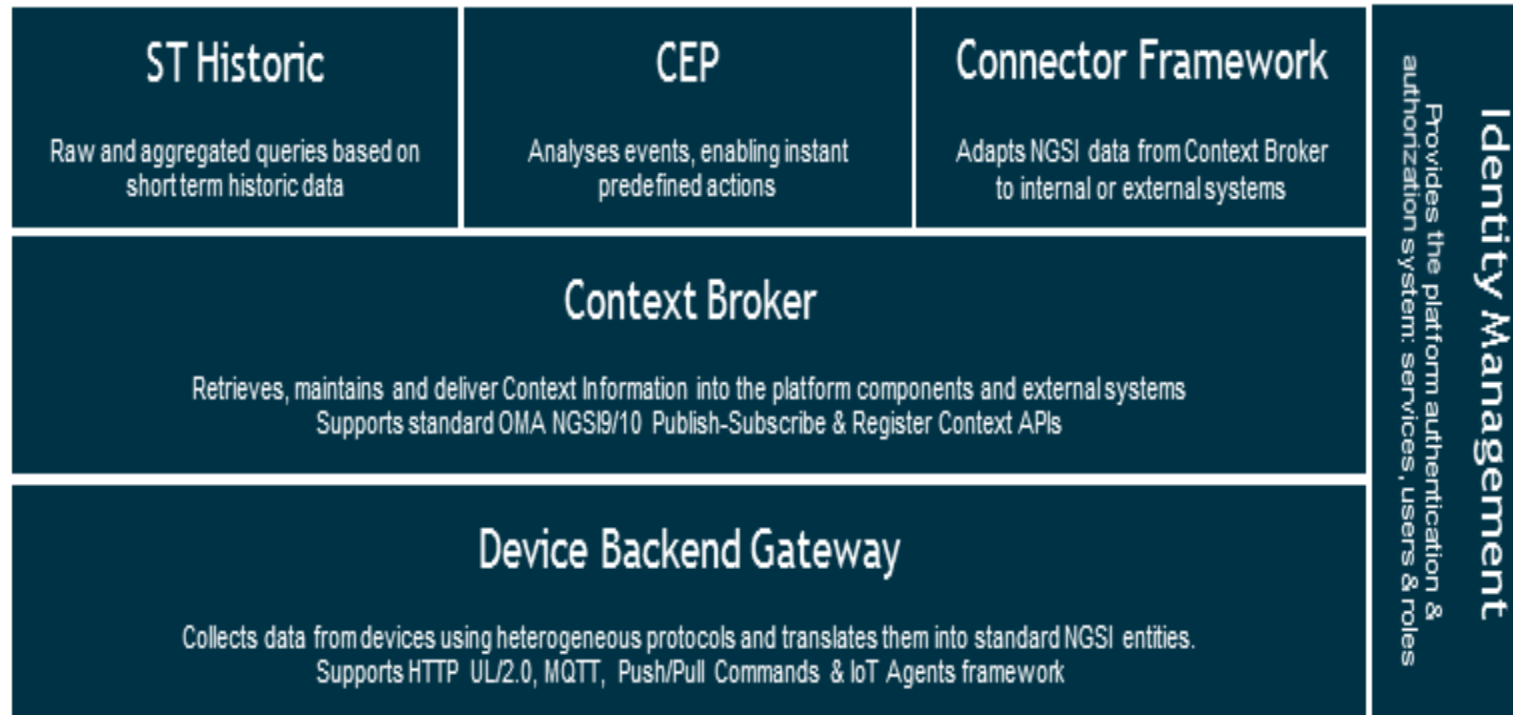 ST Historic
Raw and aggregated queries based on
short term historic data
CEP
Analyses events, enabling instant
predefined actions
Connector Framework
Adapts NGSI data from Context Broker
to internal or external systems
Context Broker
Retrieves, maintains and deliver Context Information into the platform components and external systems
Supports standard OMA NGSI9/10 Publish-Subscribe & Register Context APIs
Device Backend Gateway
Collects data from devices using heterogeneous protocols and translates them into standard NGSI entities.
Supports HTTP UL/2.0, MQTT, Push/Pull Commands & IoT Agents framework
Identity Management
Provides the platform authentication &
authorization system: services, users & roles